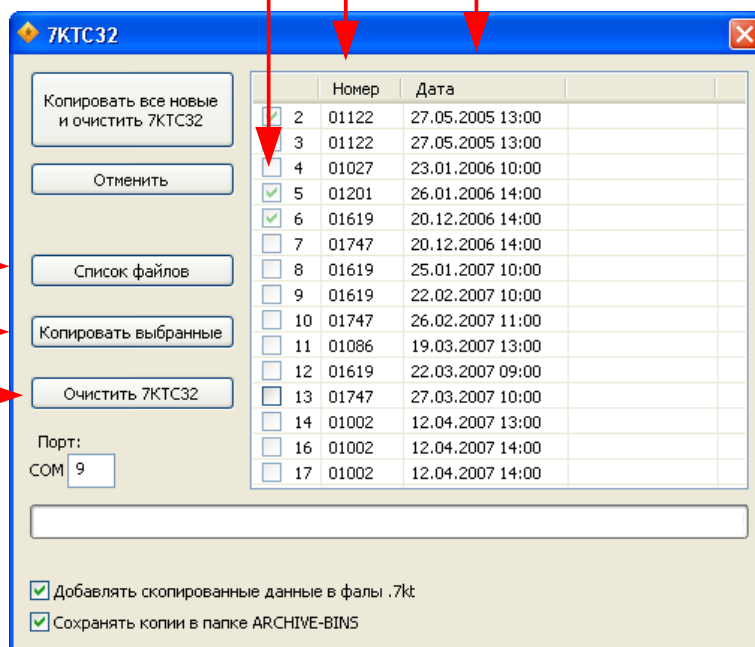 7КТС32
Копировать все новые
и очистить 7КТС32
Отменить
Список файлов
Копировать выбранные
Очистить 7КТС32
Порт:
COM 9
Номер Дата
2 01122 27.05.2005 13:00
3 01122 27.05.2005 13:00
4 01027 23.01.2006 10:00
5 01201 26.01.2006 14:00
6 01619 20.12.2006 14:00
7 01747 20.12.2006 14:00
8 01619 25.01.2007 10:00
9 01619 22.02.2007 10:00
10 01747 26.02.2007 11:00
11 01086 19.03.2007 13:00
12 01619 22.03.2007 09:00
13 01747 27.03.2007 10:00
14 01002 12.04.2007 13:00
16 01002 12.04.2007 14:00
17 01002 12.04.2007 14:00
Добавлять скопированные данные в фалы .7kt
Сохранять копии в папке ARCHIVE-BINS